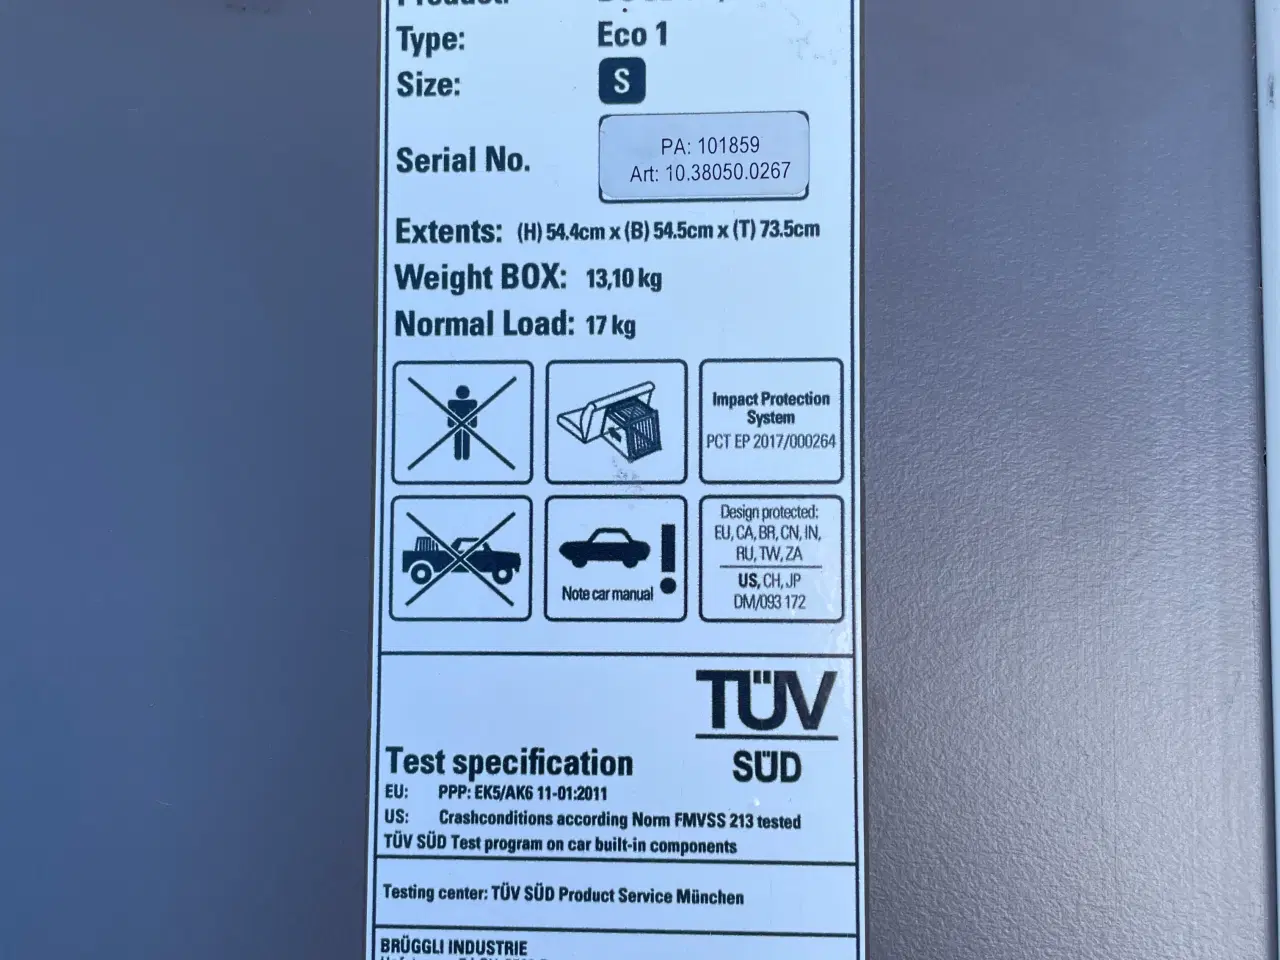 Product:
Type: Eco 1
Size: S
Serial No. PA: 101859
Art: 10.38050.0267
Extents: (H) 54.4cm x (B) 54.5cm x (T) 73.5cm
Weight BOX: 13,10 kg
Normal Load: 17 kg
Impact Protection
System
PCT EP 2017/000264
Note car manual
Design protected:
EU, CA, BR, CN, IN,
RU, TW, ZA
US, CH, JP
DM/093 172
TÜV
SÜD
Test specification
EU: PPP: EK5/AK6 11-01:2011
US: Crashconditions according Norm FMVSS 213 tested
TÜV SÜD Test program on car built-in components
Testing center: TÜV SÜD Product Service München
BRÜGGLI INDUSTRIE